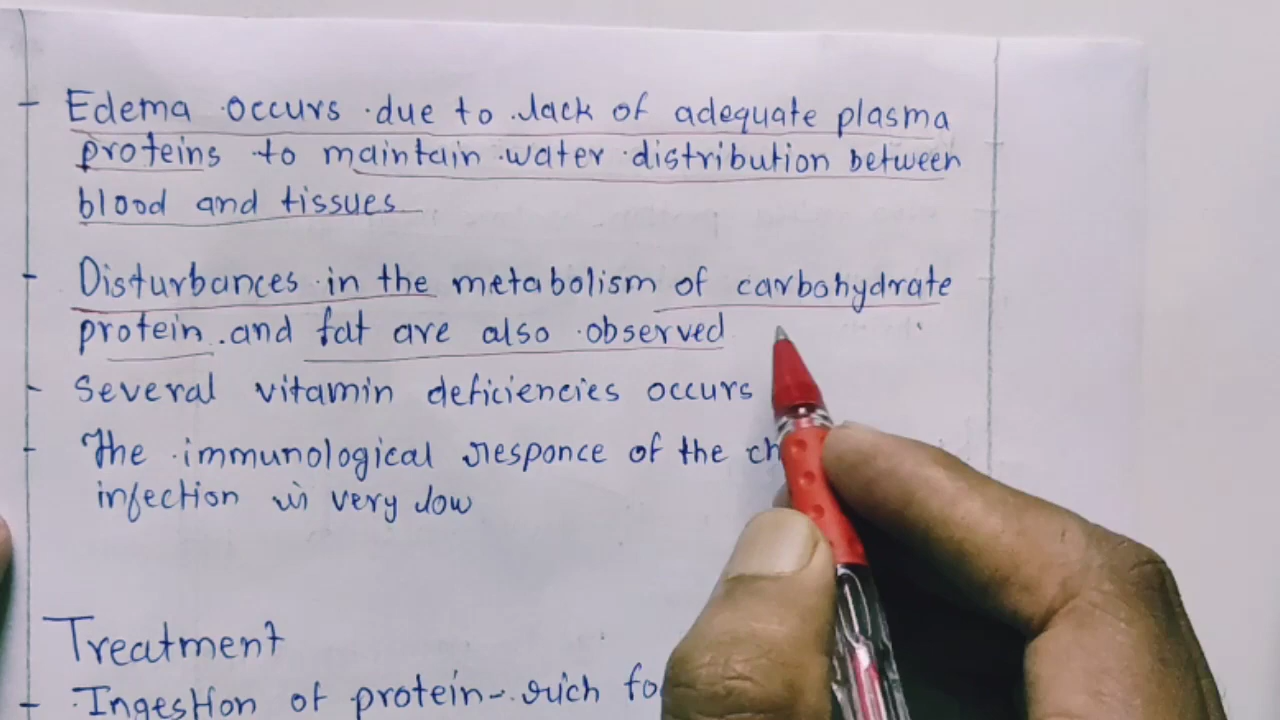 - Edema occurs due to lack of adequate plasma
proteins to maintain water distribution between
blood and tissues
- Disturbances in the metabolism of carbohydrate
protein and fat are also observed
- Several vitamin deficiencies occurs
- The immunological responce of the
infection is very low
Treatment
- Ingestion of protein-rich